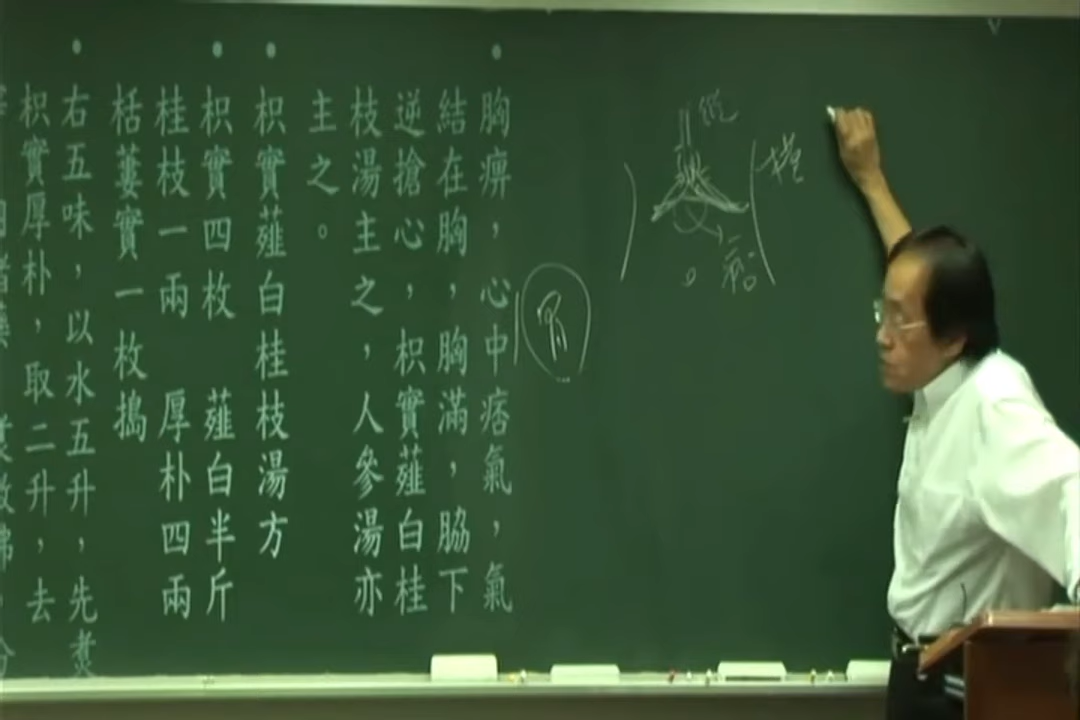 胸痹，心中痞氣，氣
結在胸，胸滿，脇下
逆搶心，枳實薤白桂
枝湯主之，人參湯亦
主之。
枳實薤白桂枝湯方
枳實四枚　薤白半斤
桂枝一兩　厚朴四兩
栝蔞實一枚搗
右五味，以水五升，先煮
枳實厚朴，取二升，去